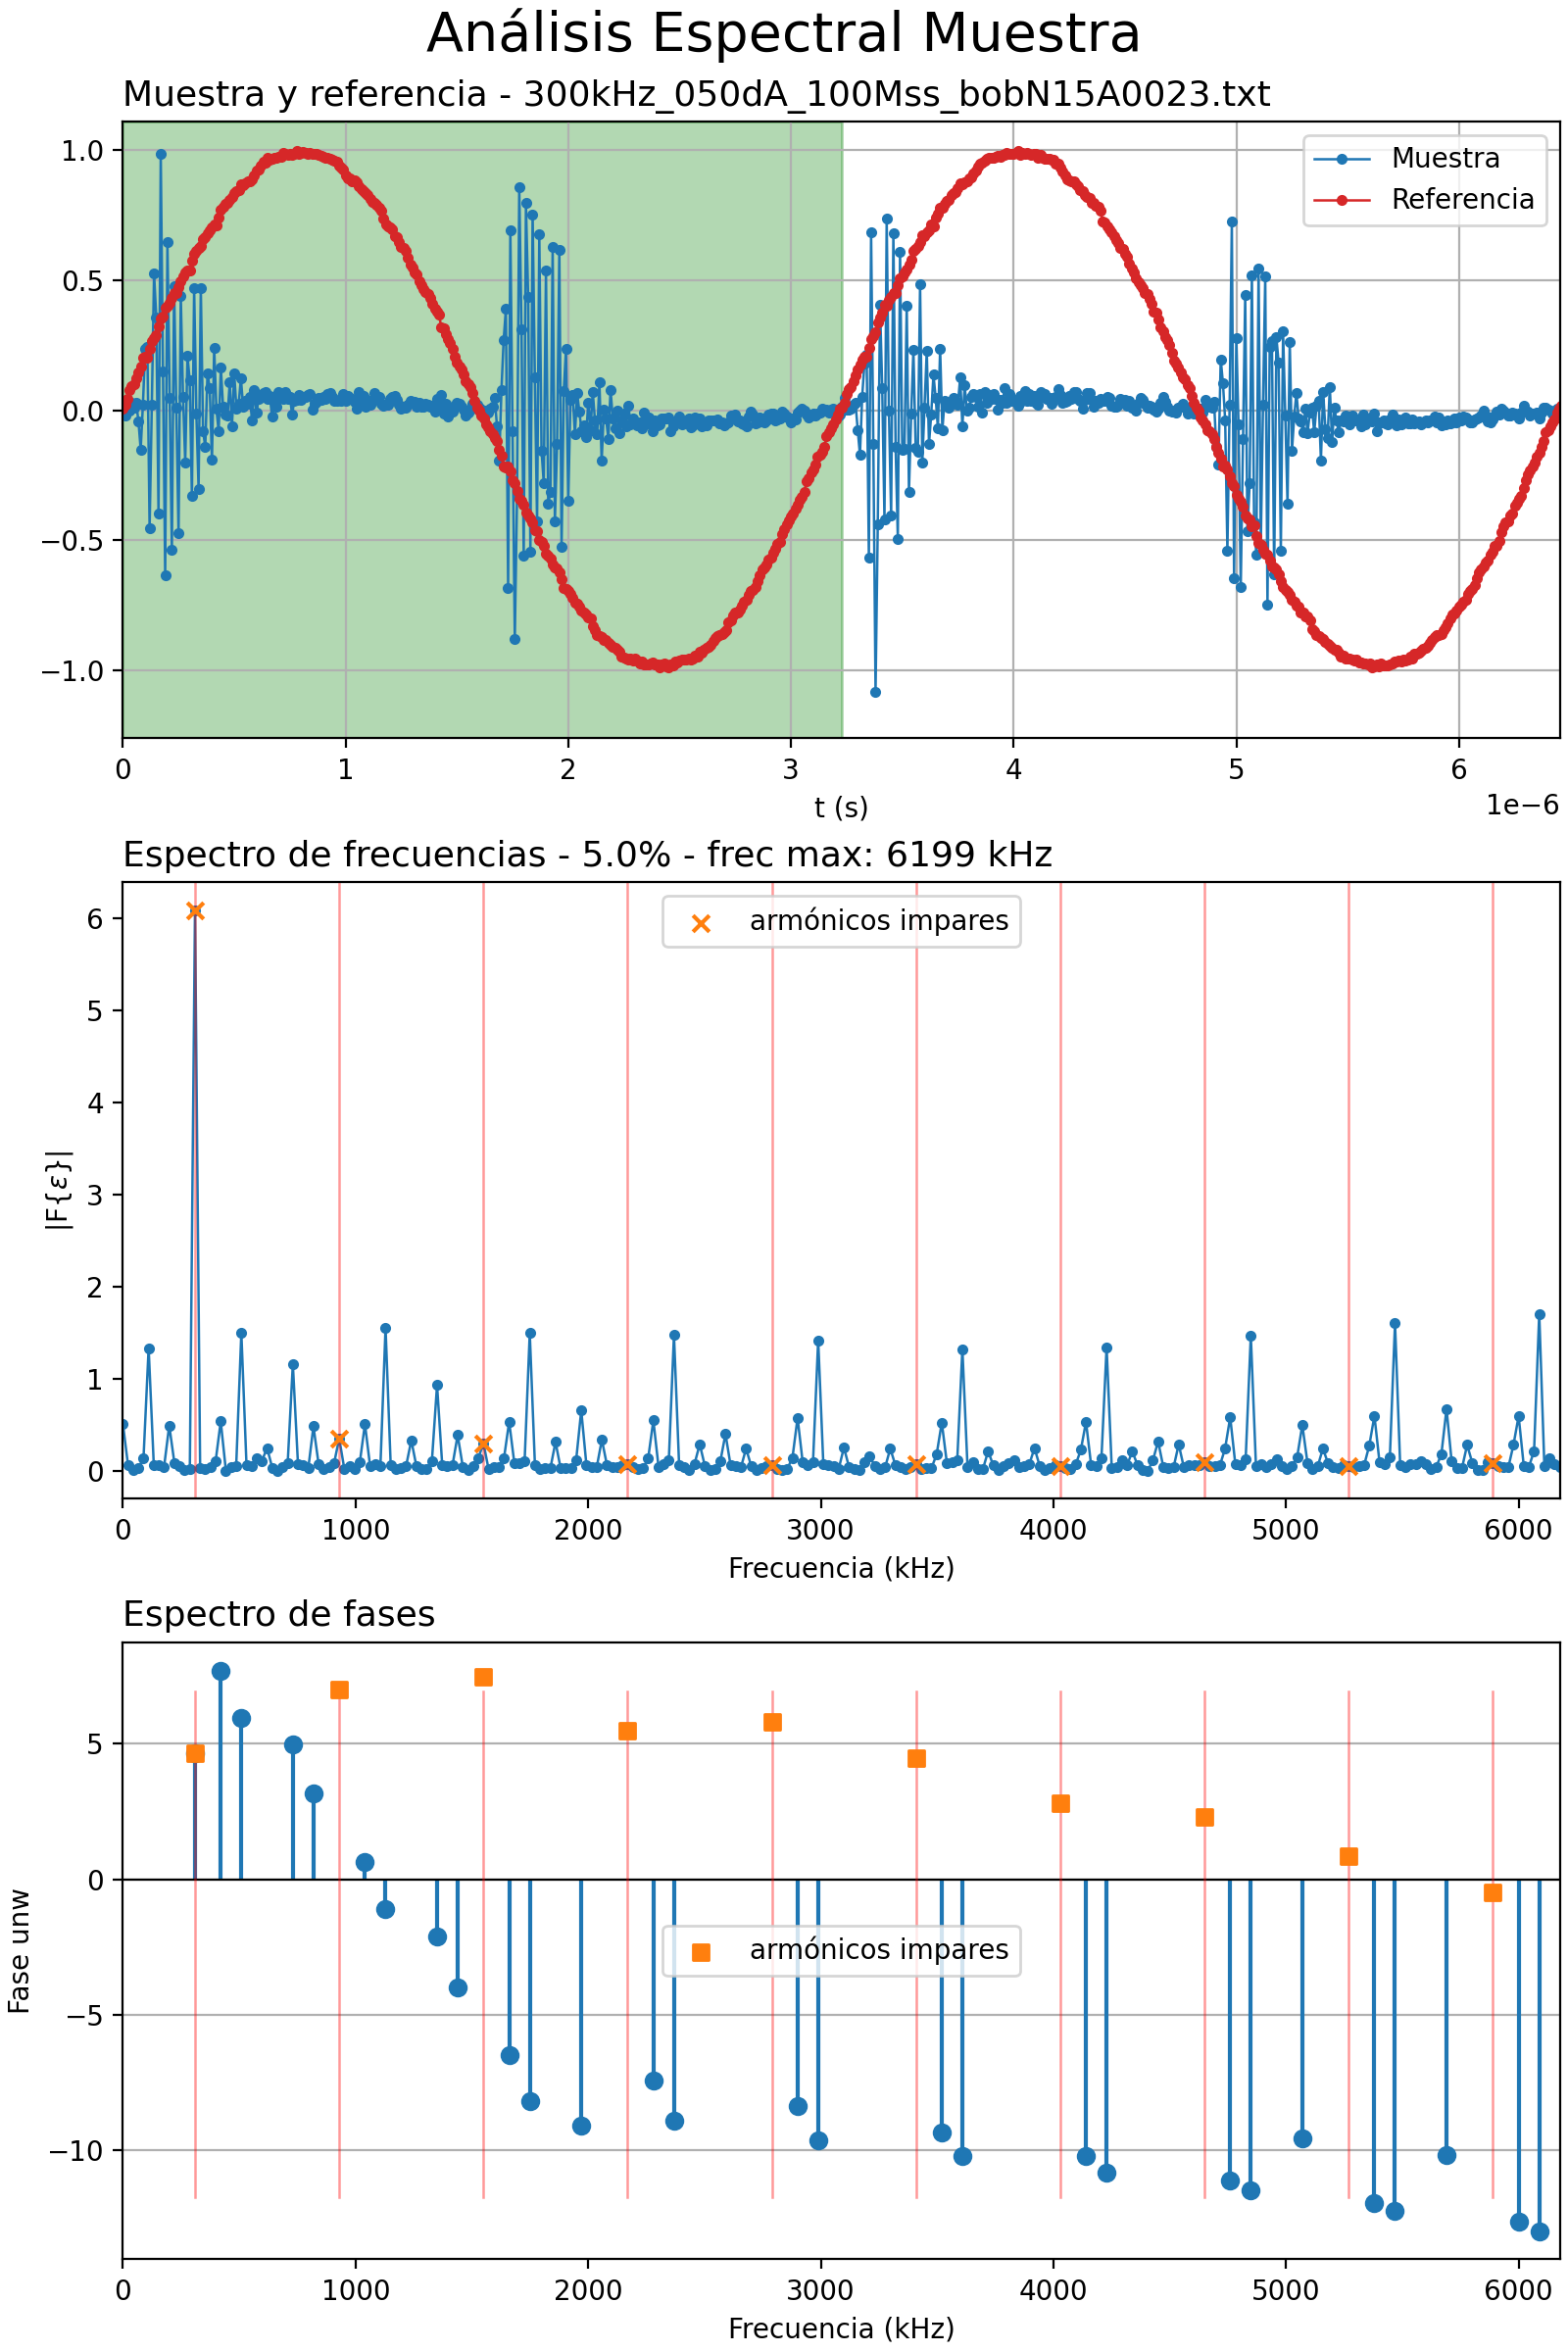 Análisis Espectral Muestra
Muestra y referencia - 300kHz_050dA_100Mss_bobN15A0023.txt
Muestra
Referencia
1.0
0.5
0.0
−0.5
−1.0
0 1 2 3 4 5 6
1e−6
t (s)
Espectro de frecuencias - 5.0% - frec max: 6199 kHz
armónicos impares
|F{ε}|
6
5
4
3
2
1
0
0 1000 2000 3000 4000 5000 6000
Frecuencia (kHz)
Espectro de fases
armónicos impares
Fase unw
5
0
−5
−10
0 1000 2000 3000 4000 5000 6000
Frecuencia (kHz)